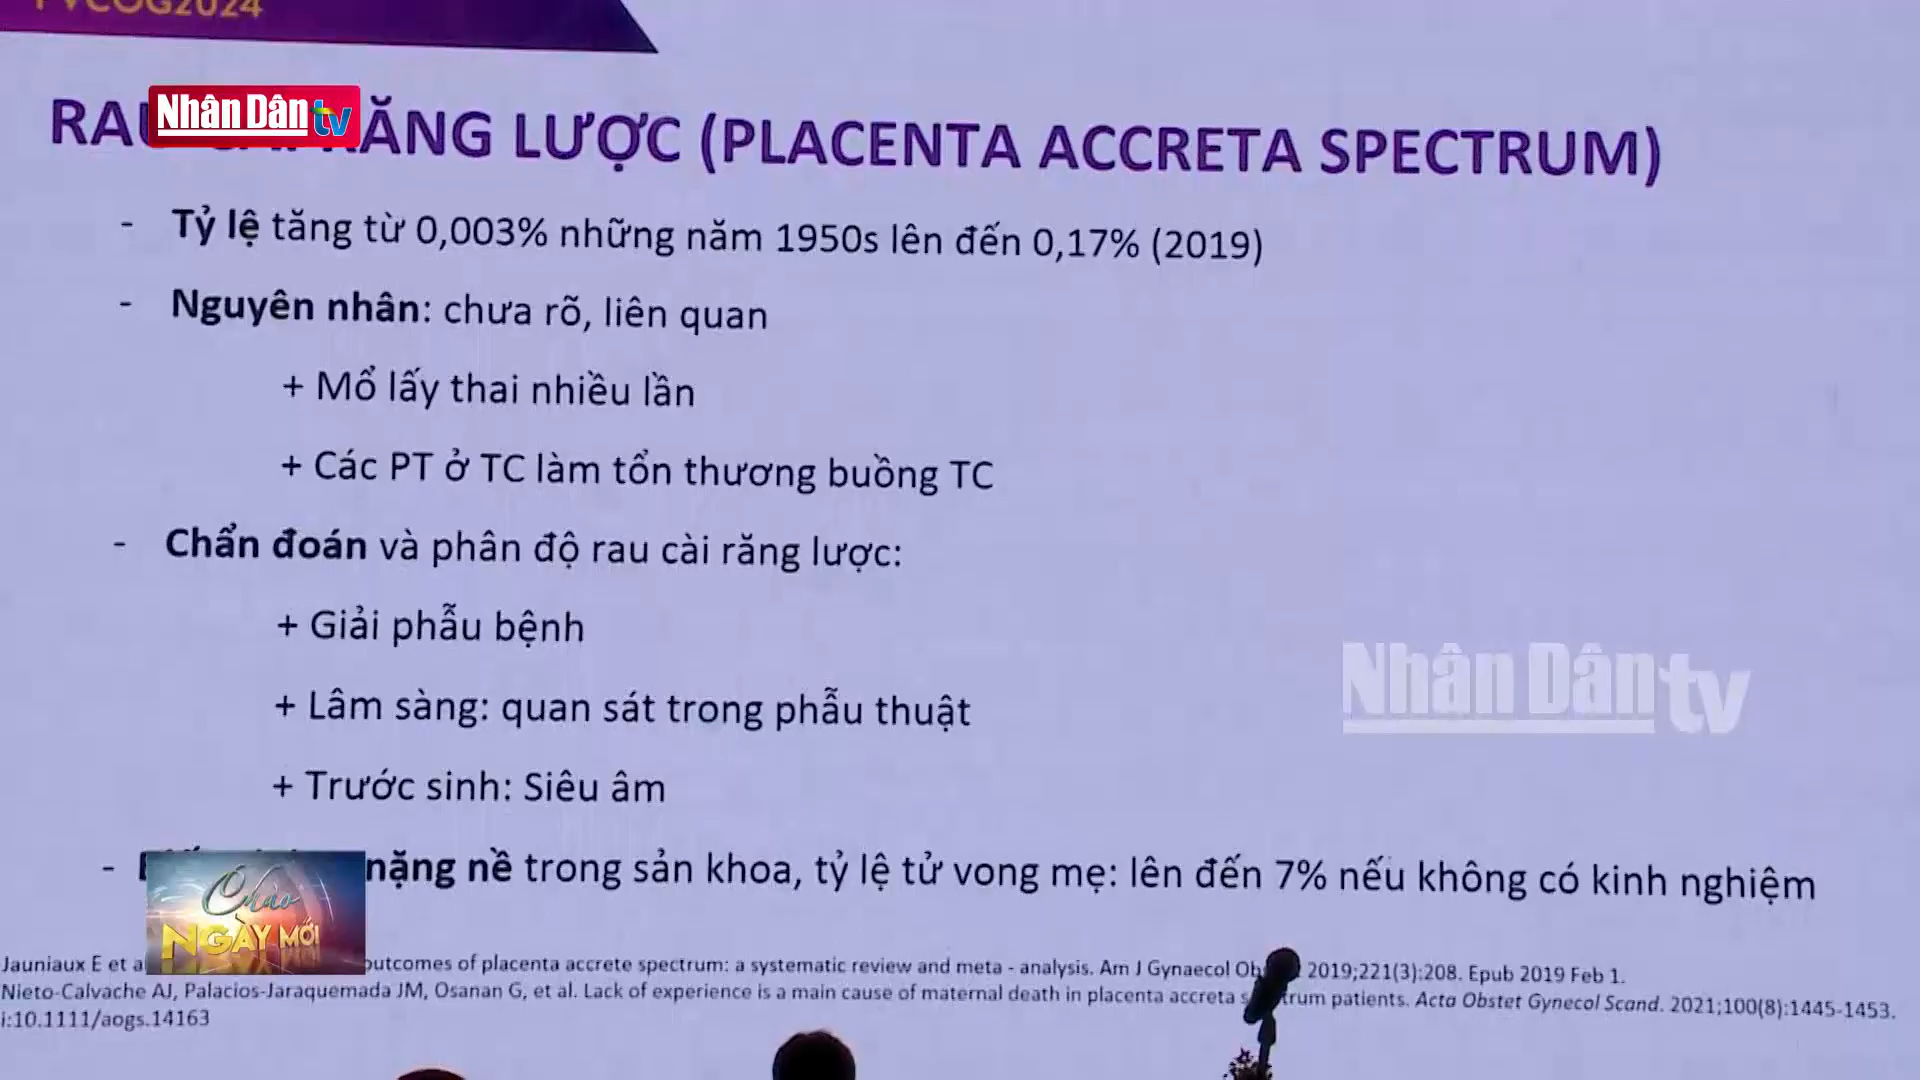 FVCOG2024
Nhân Dân tv
RĂNG LƯỢC (PLACENTA ACCRETA SPECTRUM)
- Tỷ lệ tăng từ 0,003% những năm 1950s lên đến 0,17% (2019)
- Nguyên nhân: chưa rõ, liên quan
+ Mổ lấy thai nhiều lần
+ Các PT ở TC làm tổn thương buồng TC
- Chẩn đoán và phân độ rau cài răng lược:
+ Giải phẫu bệnh
+ Lâm sàng: quan sát trong phẫu thuật
Nhân Dân tv
+ Trước sinh: Siêu âm
- nặng nề trong sản khoa, tỷ lệ tử vong mẹ: lên đến 7% nếu không có kinh nghiệm
Chào
NGÀY MỚI
Jauniaux E et outcomes of placenta accrete spectrum: a systematic review and meta - analysis. Am J Gynaecol 2019;221(3):208. Epub 2019 Feb 1.
Nieto-Calvache AJ, Palacios-Jaraquemada JM, Osanan G, et al. Lack of experience is a main cause of maternal death in placenta accreta patients. Acta Obstet Gynecol Scand. 2021;100(8):1445-1453.
i:10.1111/aogs.14163